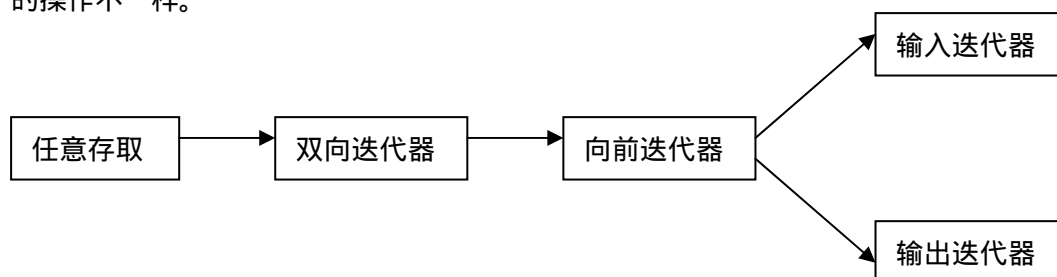 的操作不一样。
输入迭代器
任意存取
双向迭代器
向前迭代器
输出迭代器